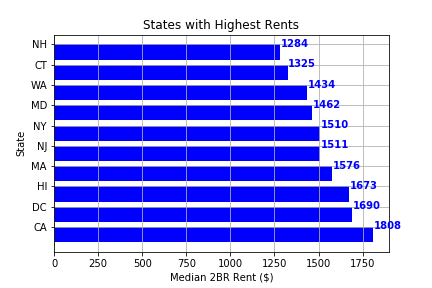 States with Highest Rents
NH 1284
CT 1325
WA 1434
MD 1462
NY 1510
NJ 1511
MA 1576
HI 1673
DC 1690
CA 1808
State
0 250 500 750 1000 1250 1500 1750
Median 2BR Rent ($)